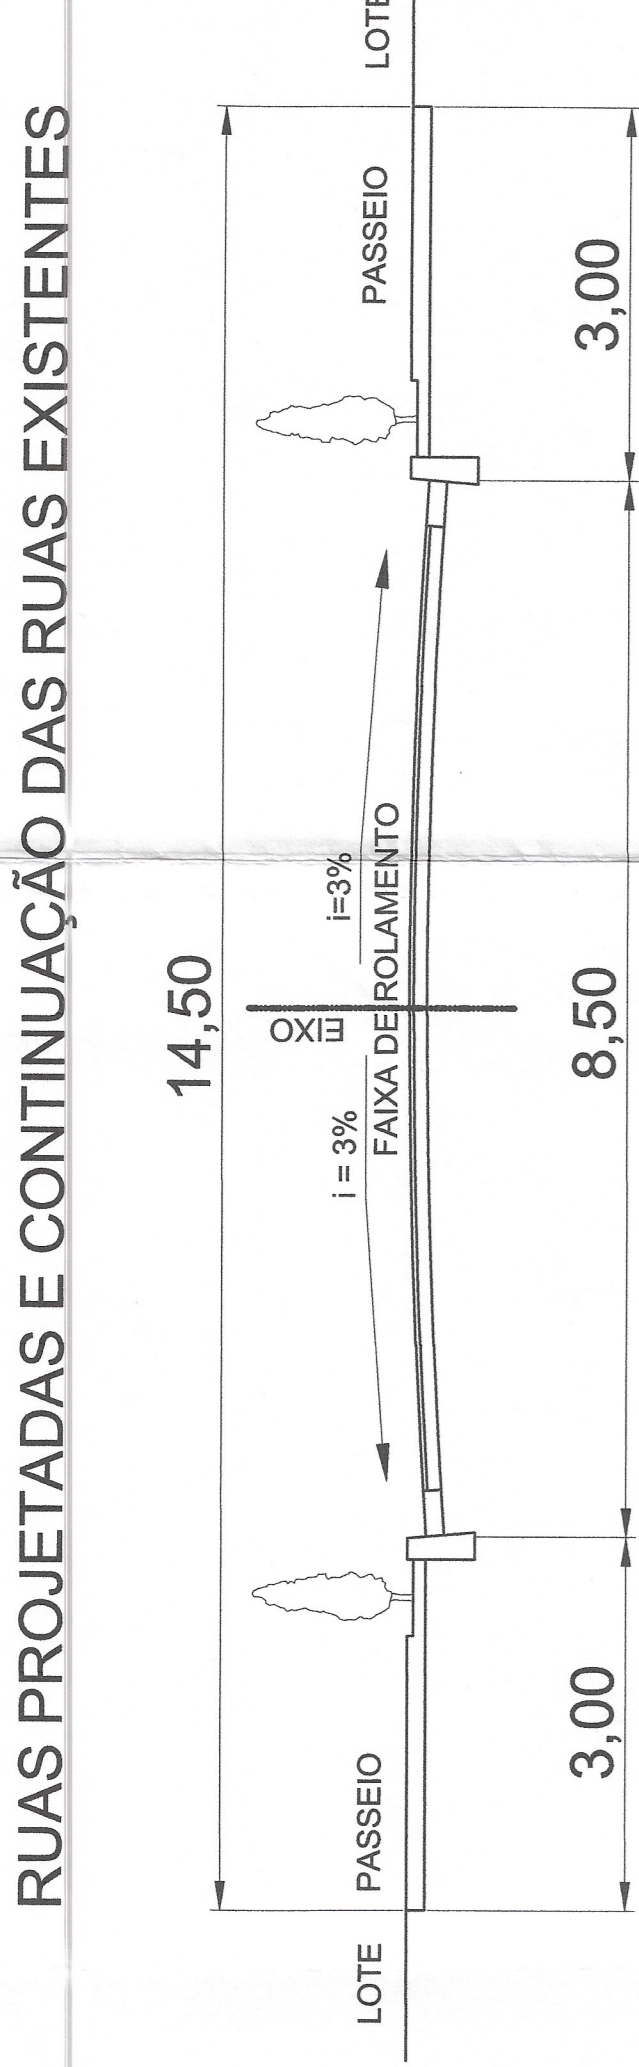 RUAS PROJETADAS E CONTINUAÇÃO DAS RUAS EXISTENTES
14,50
EIXO
i = 3%
i=3%
LOTE
PASSEIO
FAIXA DE ROLAMENTO
PASSEIO
LOTE
3,00
8,50
3,00